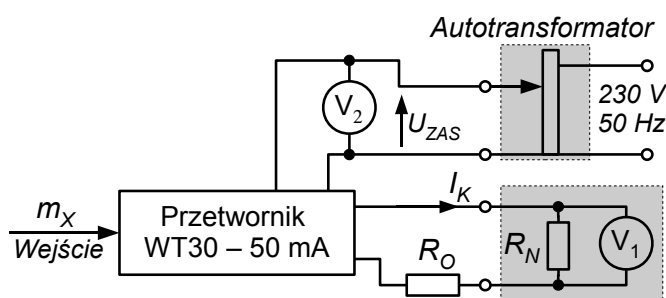 Autotransformator
V2
UZAS
230 V
50 Hz
mX
Wejście
Przetwornik
WT30 – 50 mA
IK
RO
RN
V1